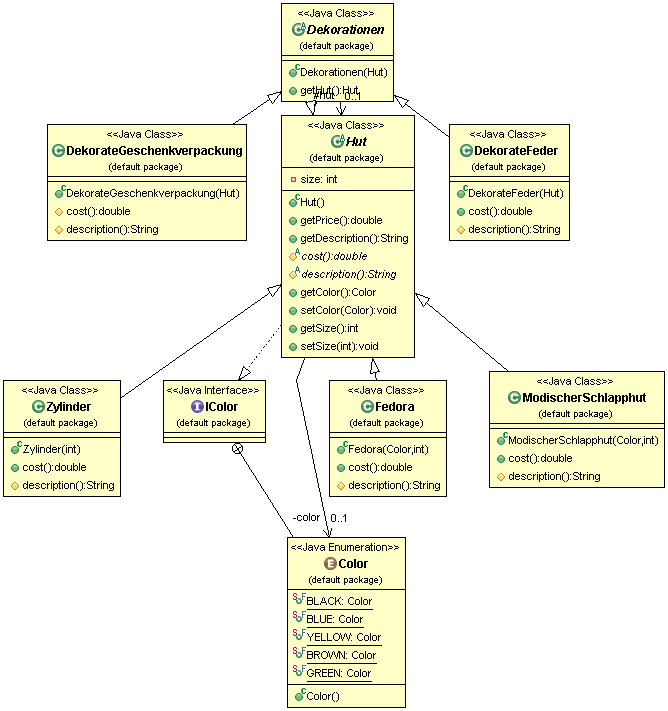 <<Java Class>>
Dekorationen
(default package)
Dekorationen(Hut)
getHut():Hut
#hut 0..1
<<Java Class>>
DekorateGeschenkverpackung
(default package)
DekorateGeschenkverpackung(Hut)
cost():double
description():String
<<Java Class>>
Hut
(default package)
size: int
Hut()
getPrice():double
getDescription():String
cost():double
description():String
getColor():Color
setColor(Color):void
getSize():int
setSize(int):void
<<Java Class>>
DekorateFeder
(default package)
DekorateFeder(Hut)
cost():double
description():String
<<Java Class>>
Zylinder
(default package)
Zylinder(int)
cost():double
description():String
<<Java Interface>>
IColor
(default package)
<<Java Class>>
Fedora
(default package)
Fedora(Color,int)
cost():double
description():String
<<Java Class>>
ModischerSchlapphut
(default package)
ModischerSchlapphut(Color,int)
cost():double
description():String
-color 0..1
<<Java Enumeration>>
Color
(default package)
BLACK: Color
BLUE: Color
YELLOW: Color
BROWN: Color
GREEN: Color
Color()